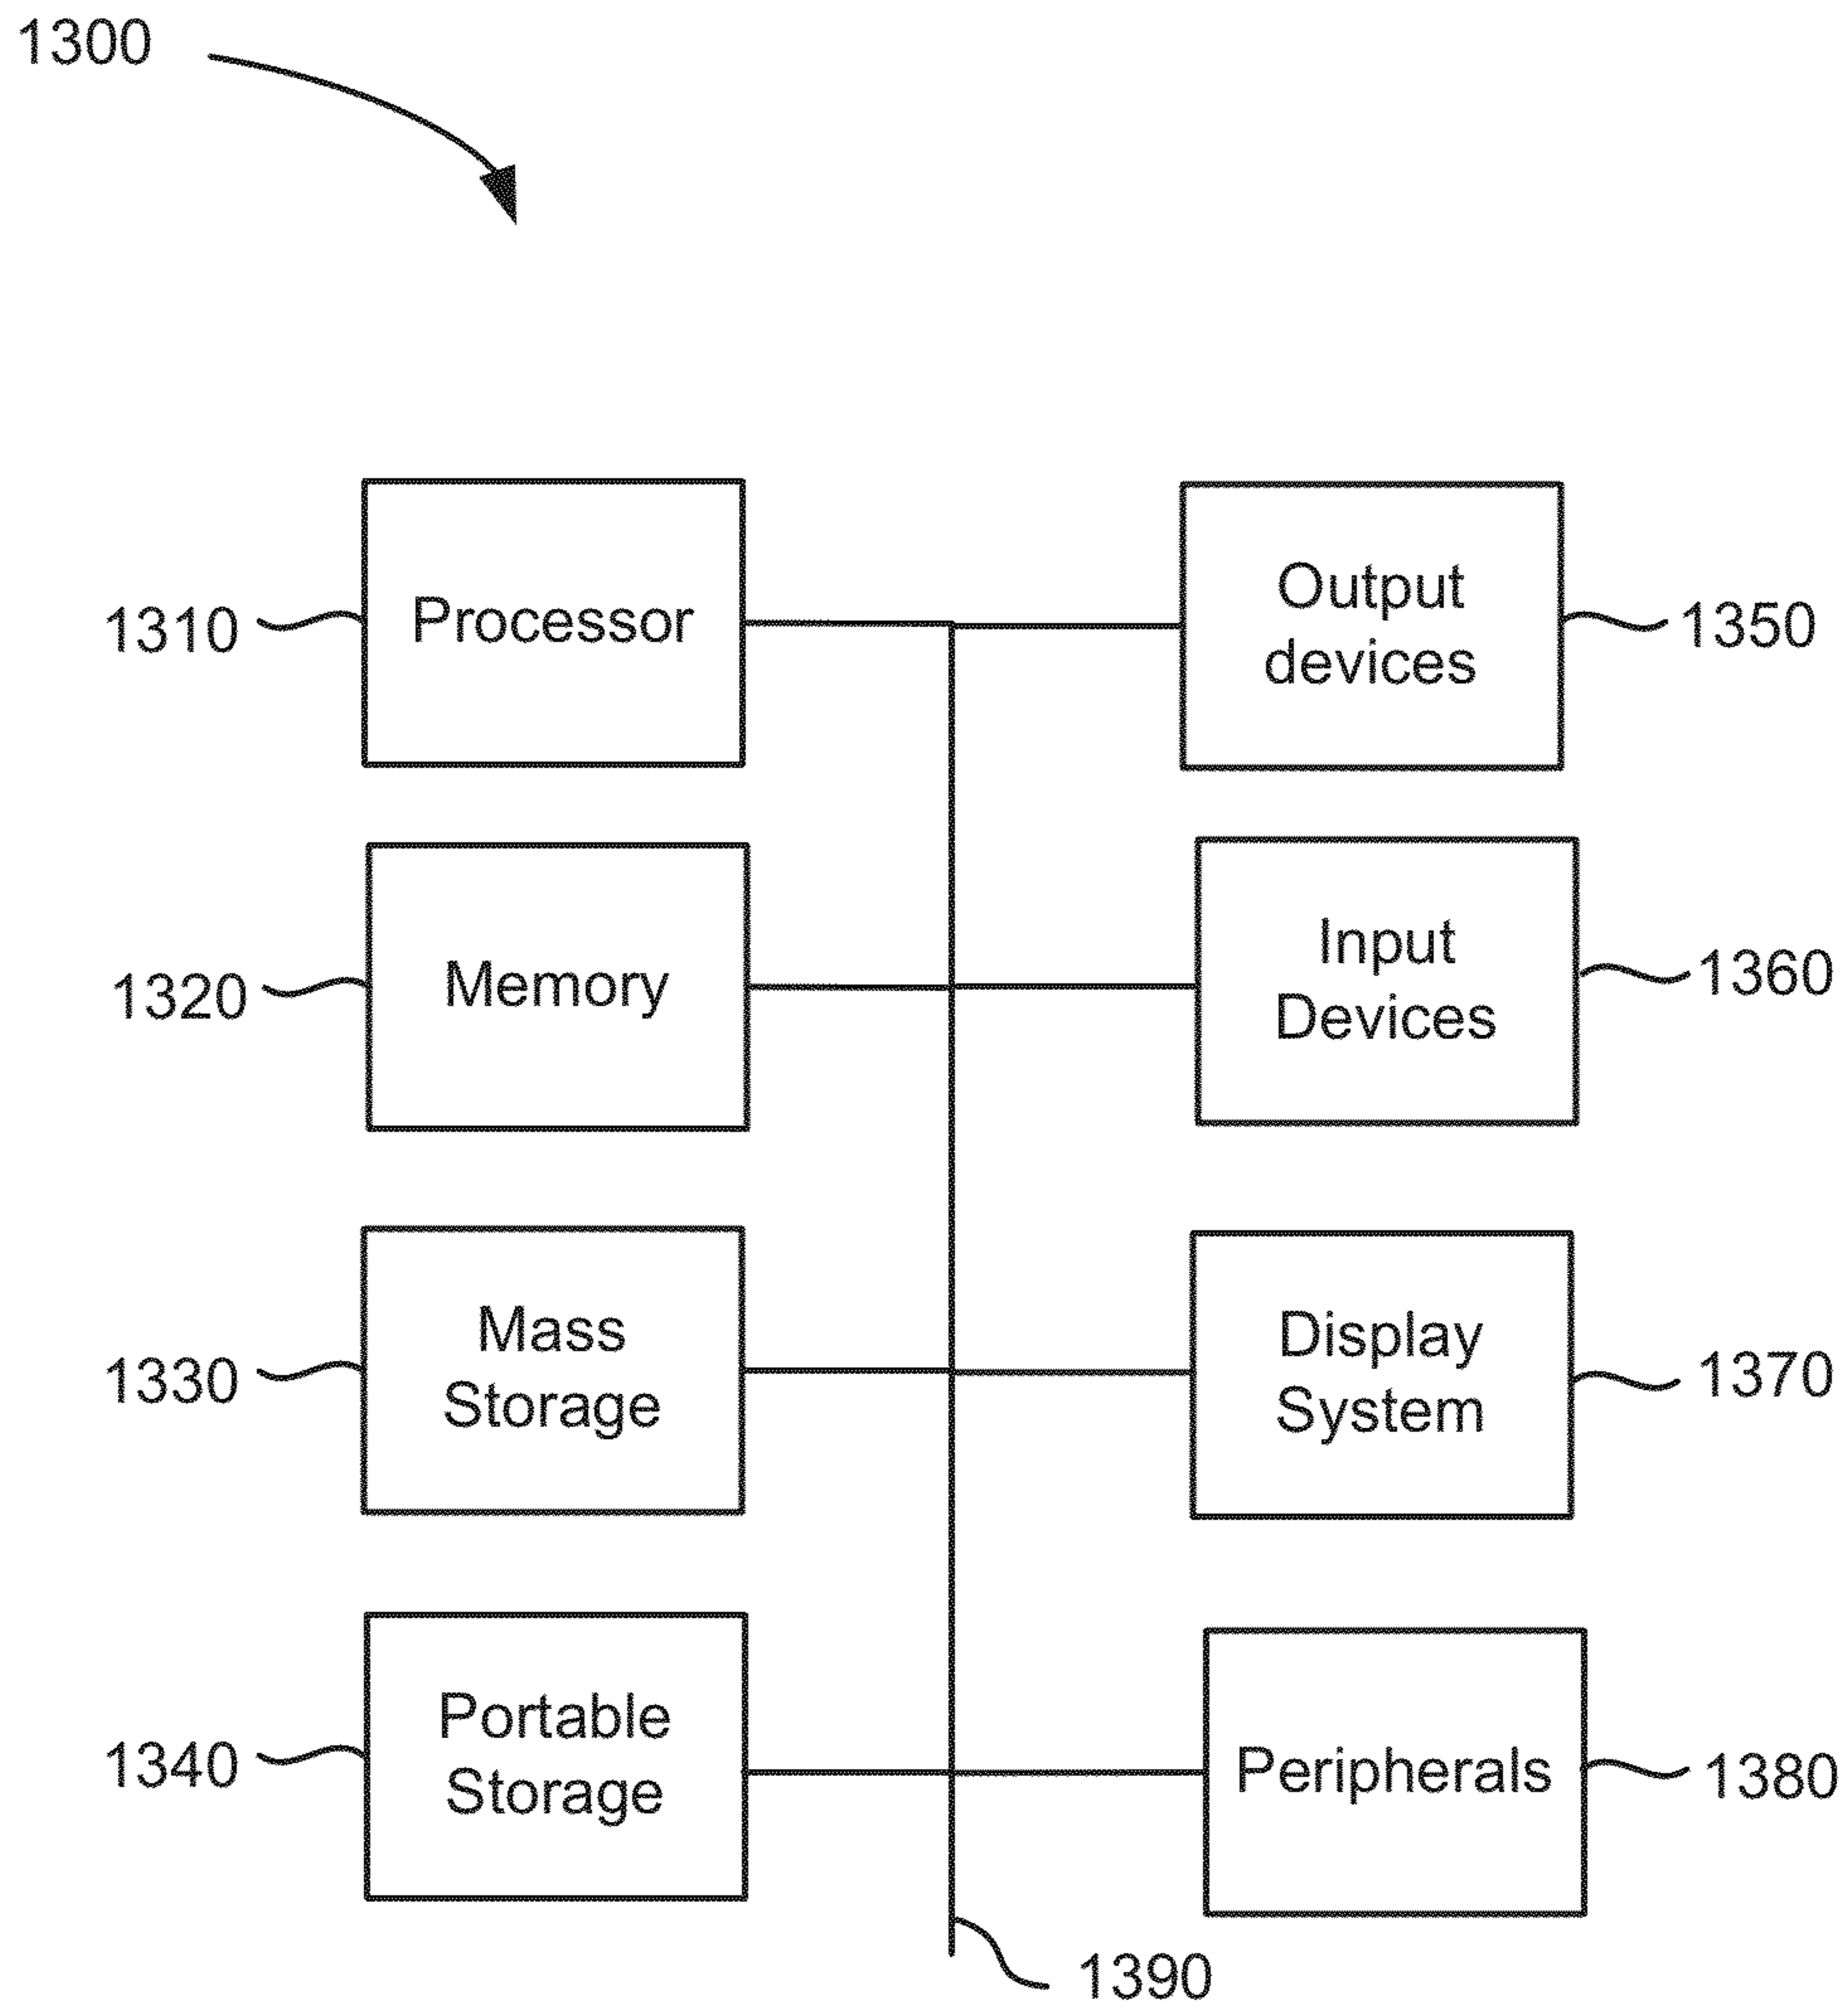 1300
1310
Processor
Output
devices
1350
1320
Memory
Input
Devices
1360
1330
Mass
Storage
Display
System
1370
1340
Portable
Storage
Peripherals
1380
1390